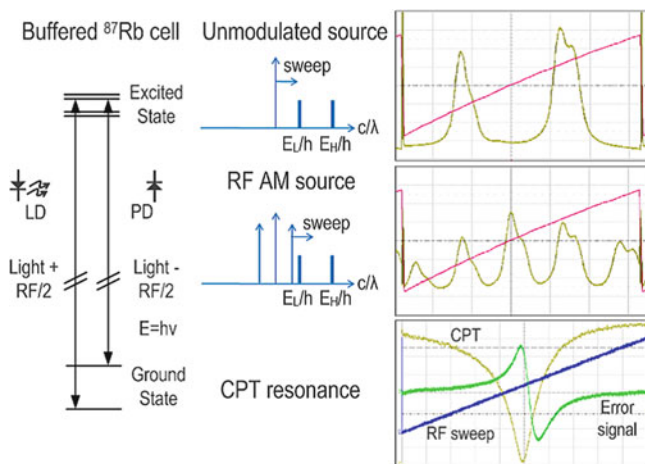 Buffered ⁸⁷Rb cell
Unmodulated source
Excited
State
sweep
E_L/h E_H/h
c/λ
LD
PD
RF AM source
sweep
E_L/h E_H/h
c/λ
Light +
RF/2
Light -
RF/2
E=hν
Ground
State
CPT resonance
CPT
RF sweep
Error
signal